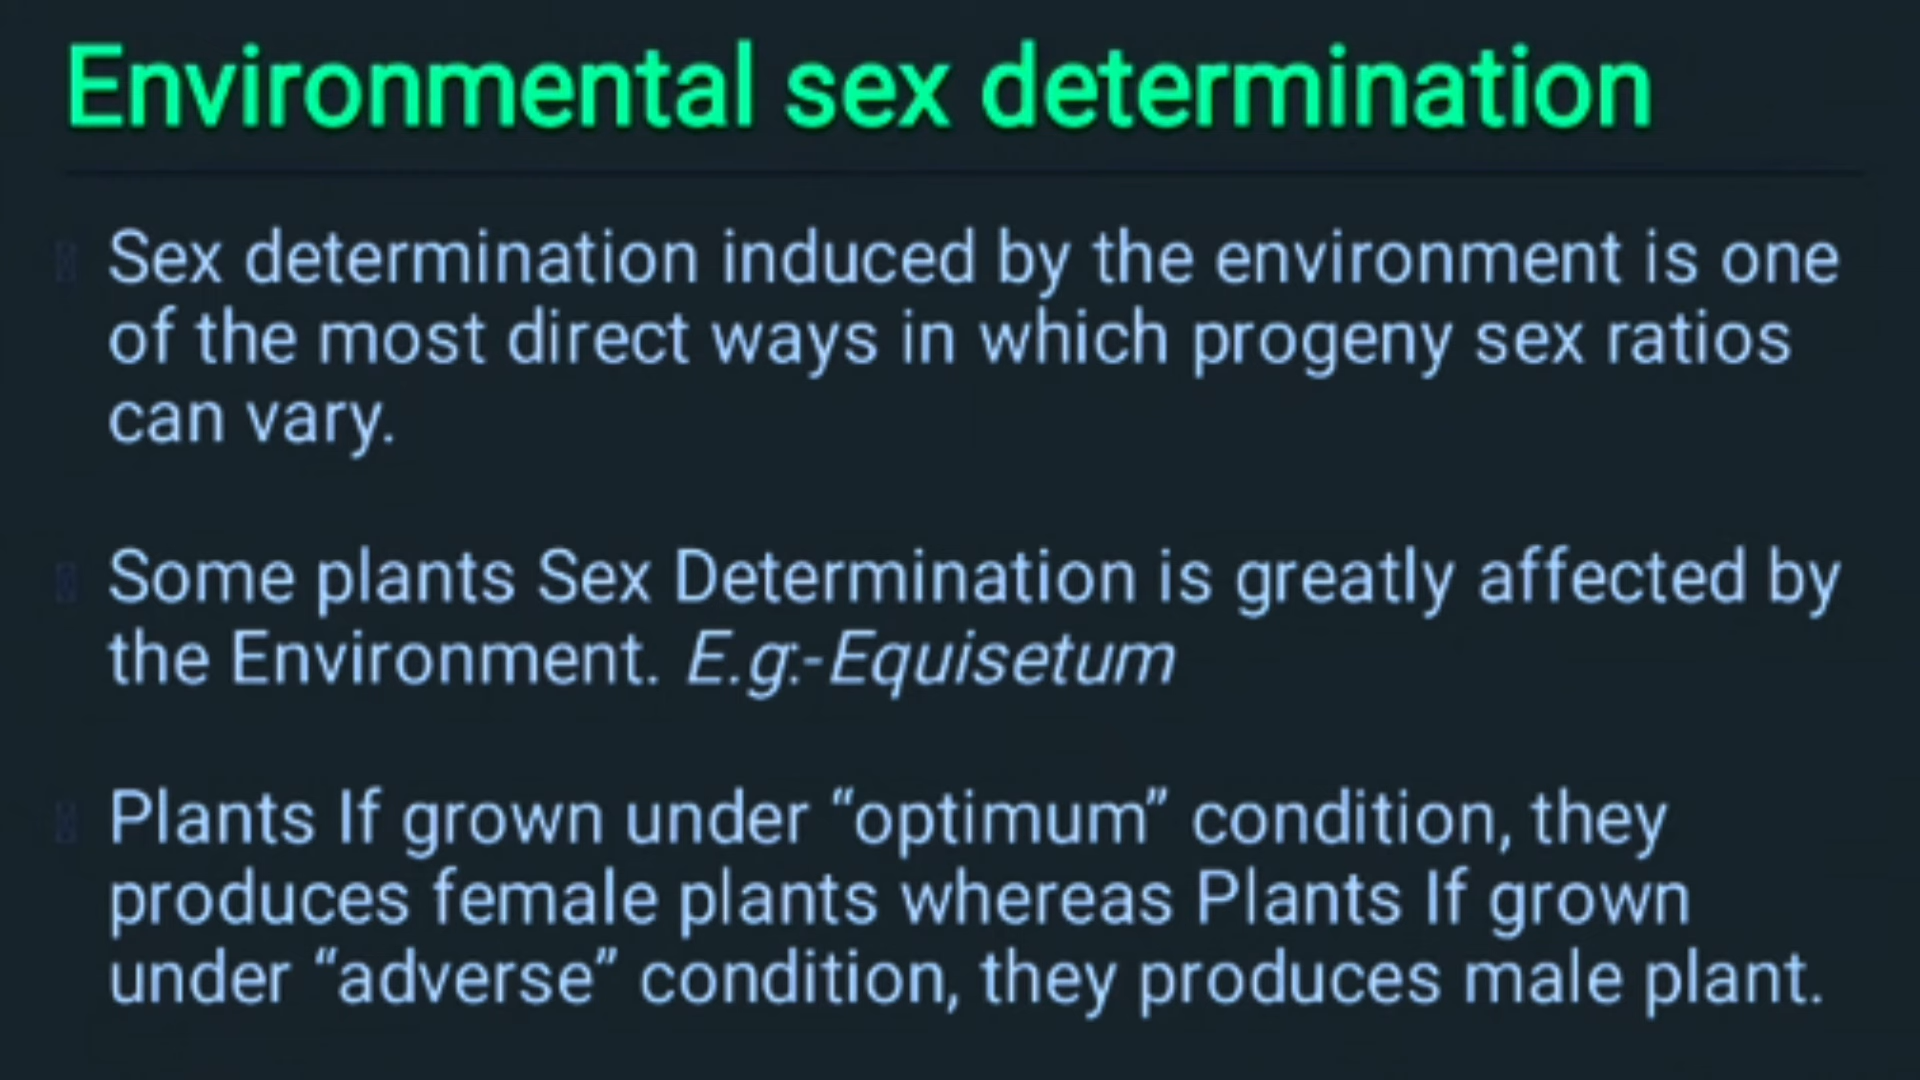 Environmental sex determination
Sex determination induced by the environment is one
of the most direct ways in which progeny sex ratios
can vary.
Some plants Sex Determination is greatly affected by
the Environment. E.g:-Equisetum
Plants If grown under “optimum” condition, they
produces female plants whereas Plants If grown
under “adverse” condition, they produces male plant.